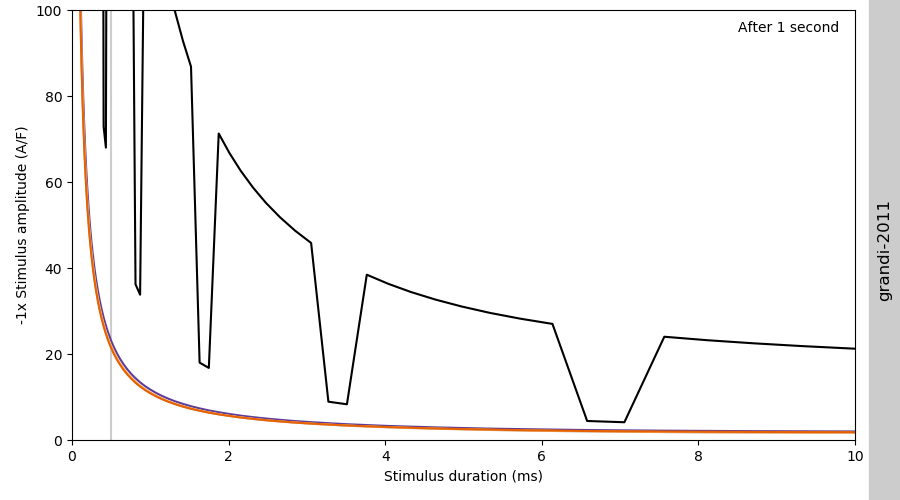 After 1 second
100
80
60
40
20
0
-1x Stimulus amplitude (A/F)
0 2 4 6 8 10
Stimulus duration (ms)
grandi-2011